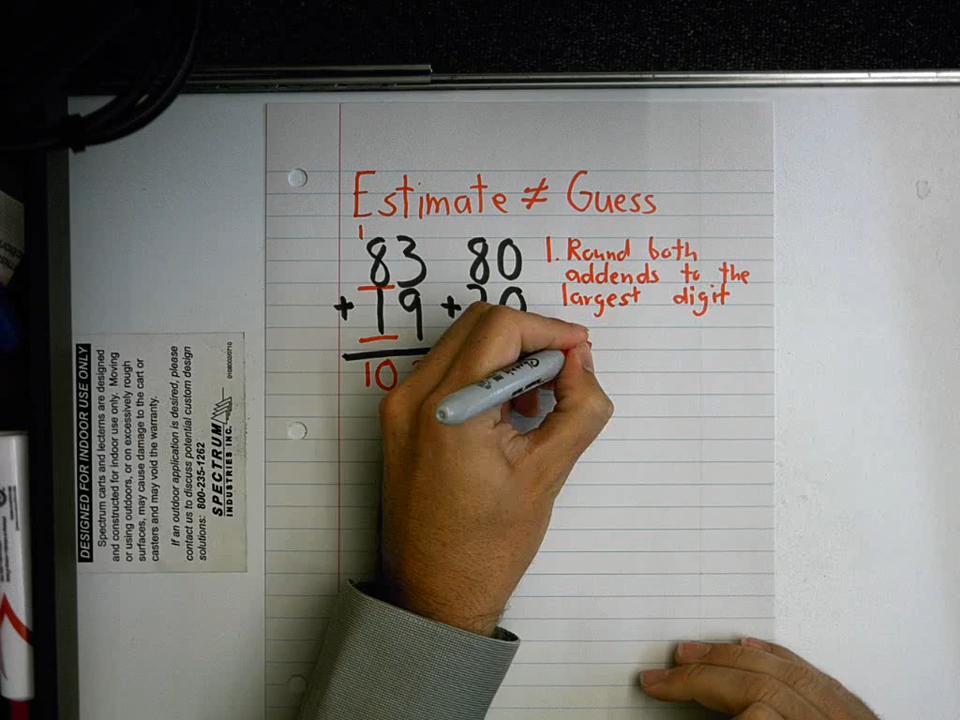 Estimate ≠ Guess
1
83 80
+ 19 + 20
10
1. Round both
addends to the
largest digit
DESIGNED FOR INDOOR USE ONLY
Spectrum carts and lecterns are designed
and constructed for indoor use only. Moving
or using outdoors, or on excessively rough
surfaces, may cause damage to the cart or
casters and may void the warranty.
If an outdoor application is desired, please
contact us to discuss potential custom design
solutions: 800-235-1262
SPECTRUM
INDUSTRIES INC.